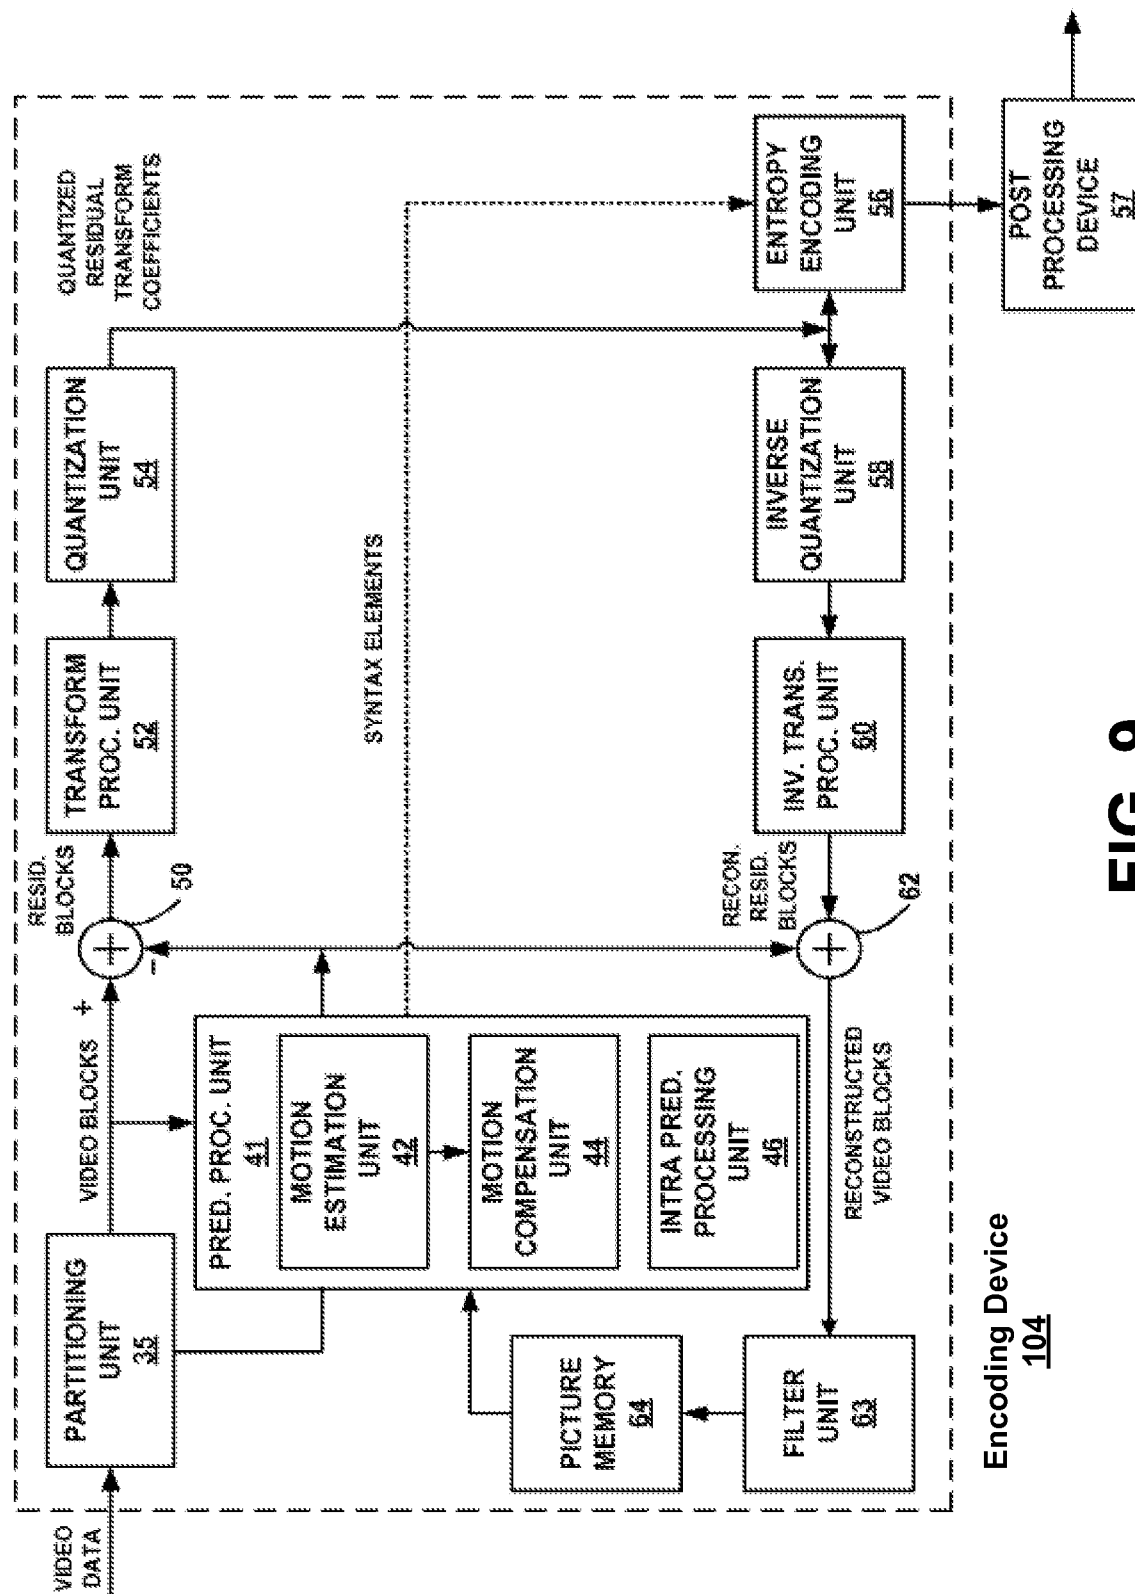 VIDEO
DATA
PARTITIONING
UNIT
35
VIDEO BLOCKS
+
-
50
RESID.
BLOCKS
TRANSFORM
PROC. UNIT
52
QUANTIZATION
UNIT
54
QUANTIZED
RESIDUAL
TRANSFORM
COEFFICIENTS
PRED. PROC. UNIT
41
MOTION
ESTIMATION
UNIT
42
MOTION
COMPENSATION
UNIT
44
INTRA PRED.
PROCESSING
UNIT
46
SYNTAX ELEMENTS
PICTURE
MEMORY
64
FILTER
UNIT
63
RECONSTRUCTED
VIDEO BLOCKS
62
RECON.
RESID.
BLOCKS
INV. TRANS.
PROC. UNIT
60
INVERSE
QUANTIZATION
UNIT
58
ENTROPY
ENCODING
UNIT
56
POST
PROCESSING
DEVICE
57
Encoding Device
104
FIG. 9